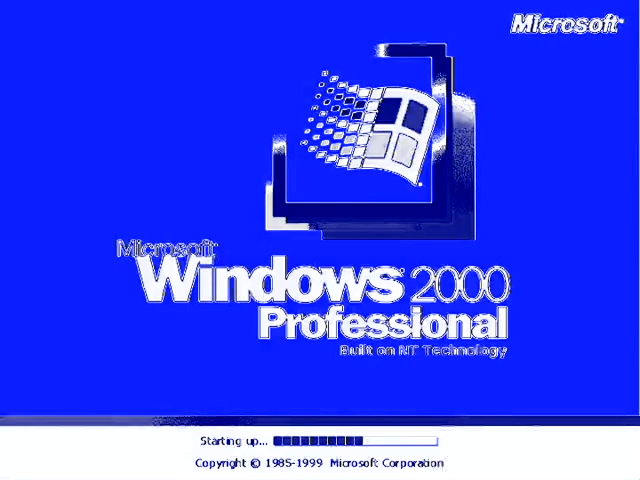 Microsoft
Microsoft
Windows 2000
Professional
Built on NT Technology
Starting up...
Copyright © 1985-1999 Microsoft Corporation